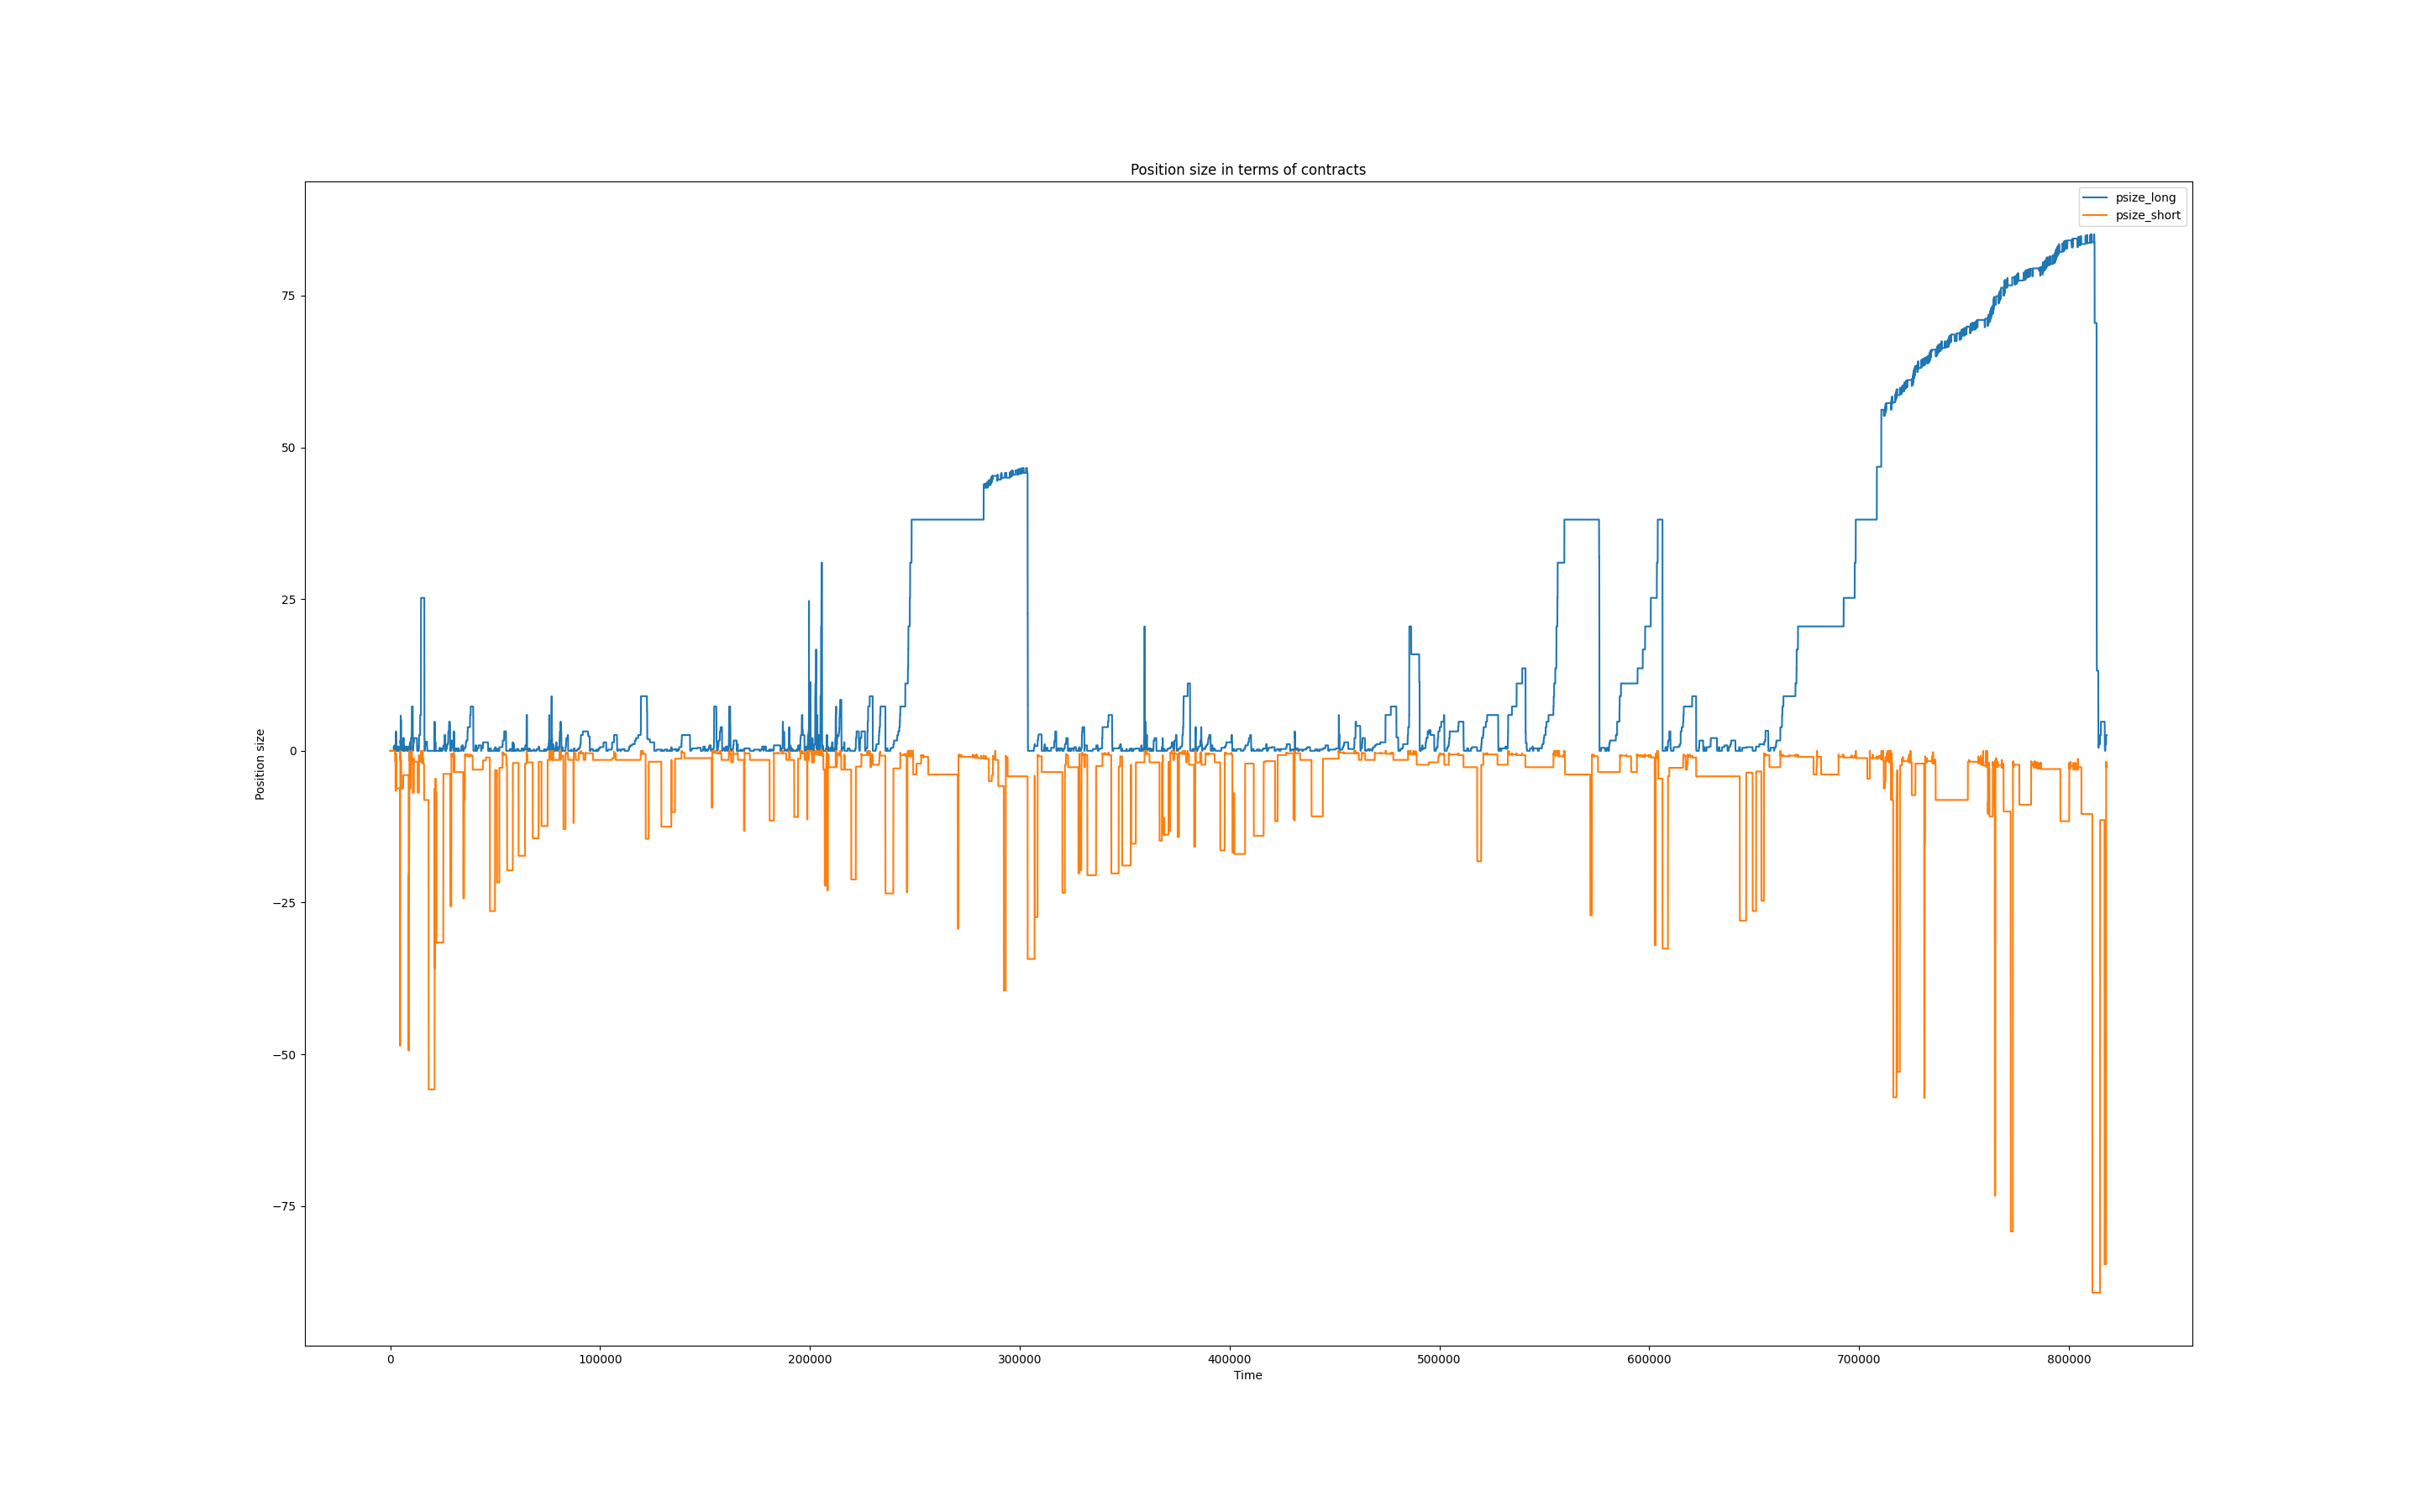 Position size in terms of contracts
psize_long
psize_short
75
50
25
0
−25
−50
−75
Position size
0 100000 200000 300000 400000 500000 600000 700000 800000
Time